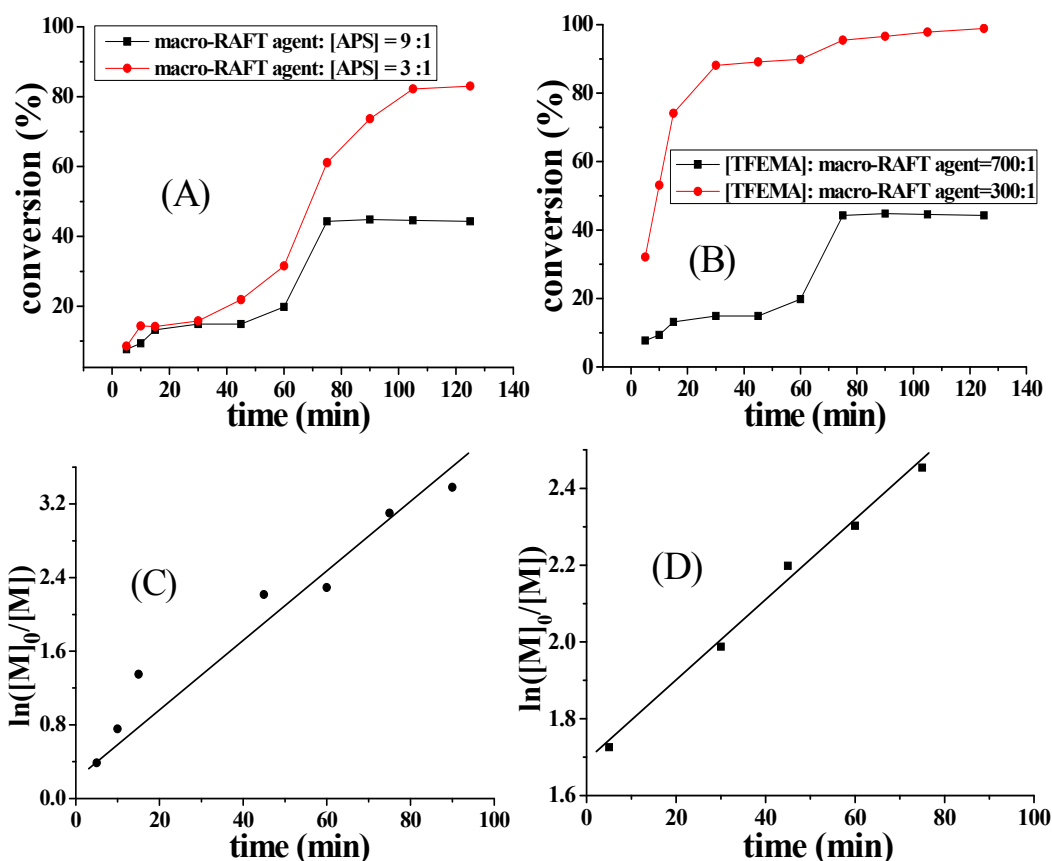 macro-RAFT agent: [APS] = 9 :1
macro-RAFT agent: [APS] = 3 :1
conversion (%)
80
60
40
20
(A)
0 20 40 60 80 100 120 140
time (min)
conversion (%)
100
80
60
40
20
0
[TFEMA]: macro-RAFT agent=700:1
[TFEMA]: macro-RAFT agent=300:1
(B)
0 20 40 60 80 100 120 140
time (min)
ln([M]0/[M])
3.2
2.4
1.6
0.8
0.0
(C)
0 20 40 60 80 100
time (min)
ln([M]0/[M])
2.4
2.2
2.0
1.8
1.6
(D)
0 20 40 60 80 100
time (min)